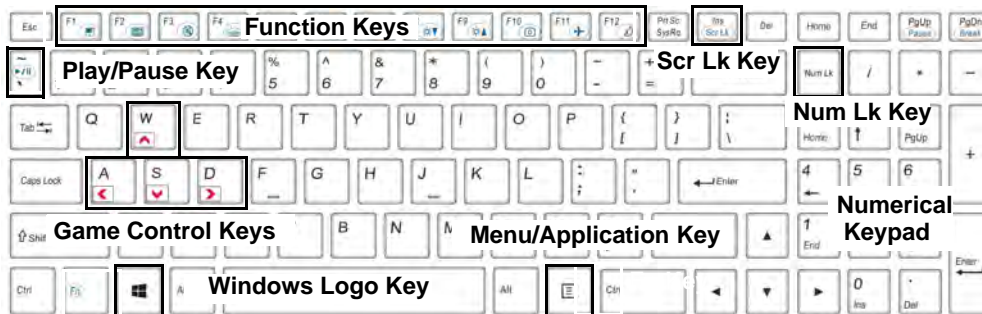 Esc F1 F2 F3 F4 Function Keys F9 F10 F11 F12 Prt Sc SysRq Ins Scr Lk Del Home End PgUp Pause PgDn Break
~ ` Play/Pause Key % 5 ^ 6 & 7 * 8 ( 9 ) 0 _ - + = Scr Lk Key Num Lk / * -
Tab Q W E R T Y U I O P { [ } ] | \ Num Lk Key Home PgUp +
Caps Lock A S D F G H J K L : ; " ' Enter 4 5 6
Shift Game Control Keys B N Menu/Application Key 1 End Numerical Keypad Enter
Ctrl Fn Windows Logo Key Alt Ctrl 0 Ins . Del